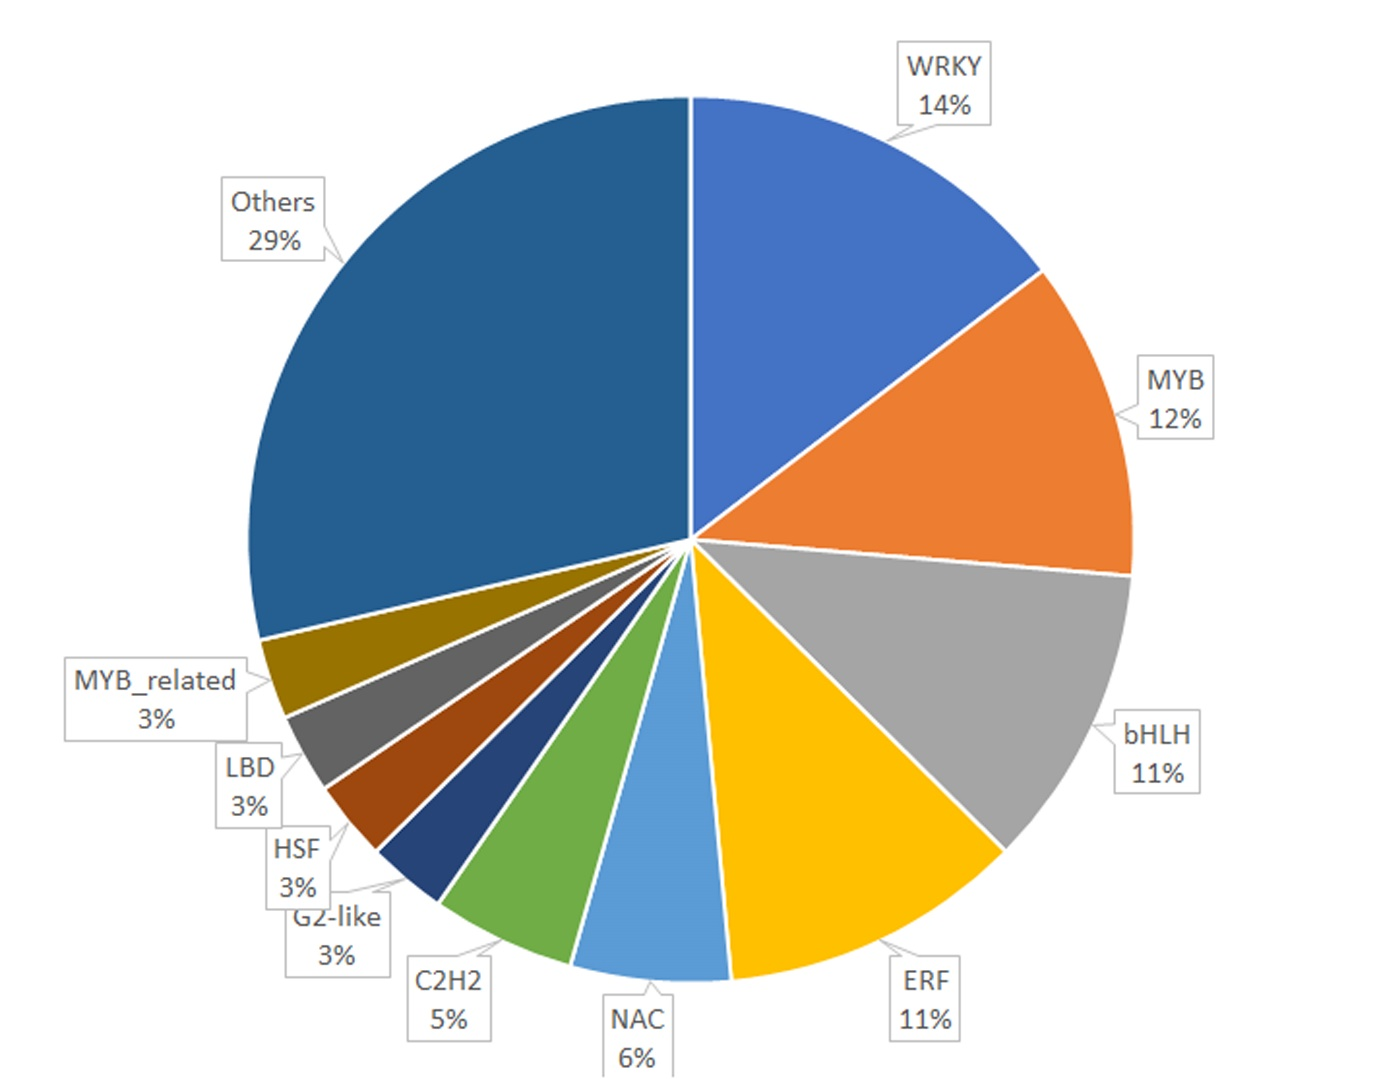 WRKY
14%
MYB
12%
bHLH
11%
ERF
11%
NAC
6%
C2H2
5%
G2-like
3%
HSF
3%
LBD
3%
MYB_related
3%
Others
29%